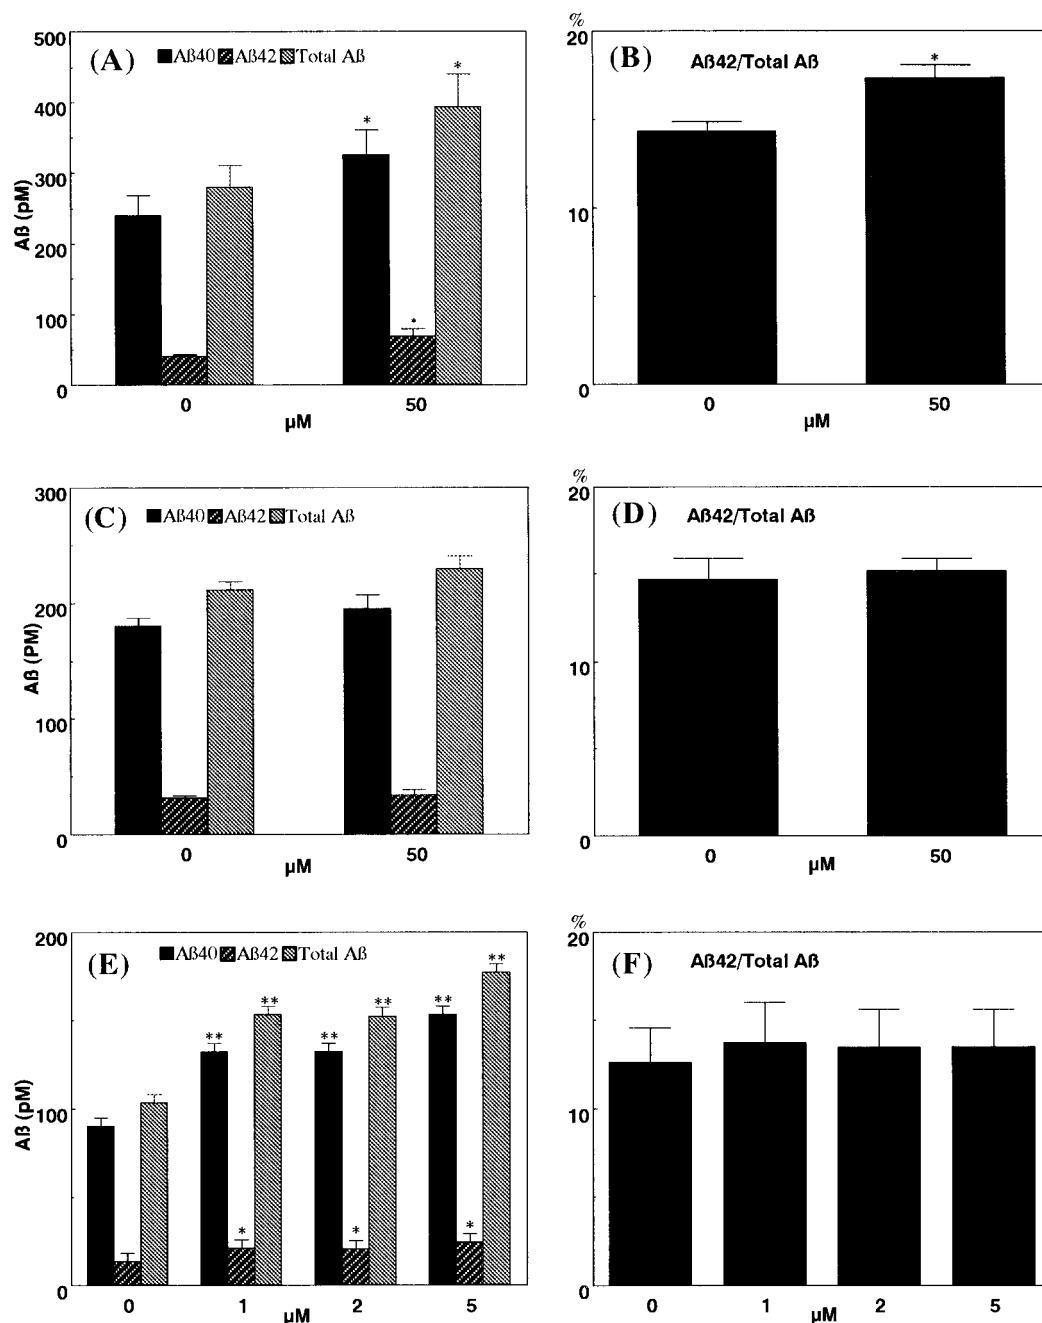 (A) Aß40 Aß42 Total Aß
500
400
300
200
100
0
Aß (pM)
* * *
0 50
µM
%
(B) Aß42/Total Aß
20
10
0
*
0 50
µM
(C) Aß40 Aß42 Total Aß
300
200
100
0
Aß (PM)
0 50
µM
%
(D) Aß42/Total Aß
20
10
0
0 50
µM
(E) Aß40 Aß42 Total Aß
200
100
0
Aß (pM)
** * ** ** * ** ** * **
0 1 2 5
µM
%
(F) Aß42/Total Aß
20
10
0
0 1 2 5
µM